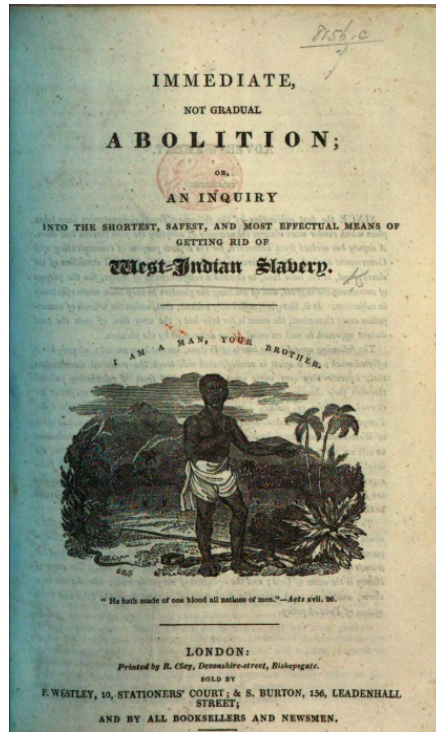 8156.c
IMMEDIATE,
NOT GRADUAL
ABOLITION;
OR,
AN INQUIRY
INTO THE SHORTEST, SAFEST, AND MOST EFFECTUAL MEANS OF
GETTING RID OF
West-Indian Slavery.
I AM A MAN, YOUR BROTHER.
“ He hath made of one blood all nations of men.”—Acts xvii. 26.
LONDON:
Printed by R. Clay, Devonshire-street, Bishopsgate.
SOLD BY
F. WESTLEY, 10, STATIONERS' COURT; & S. BURTON, 156, LEADENHALL
STREET;
AND BY ALL BOOKSELLERS AND NEWSMEN.